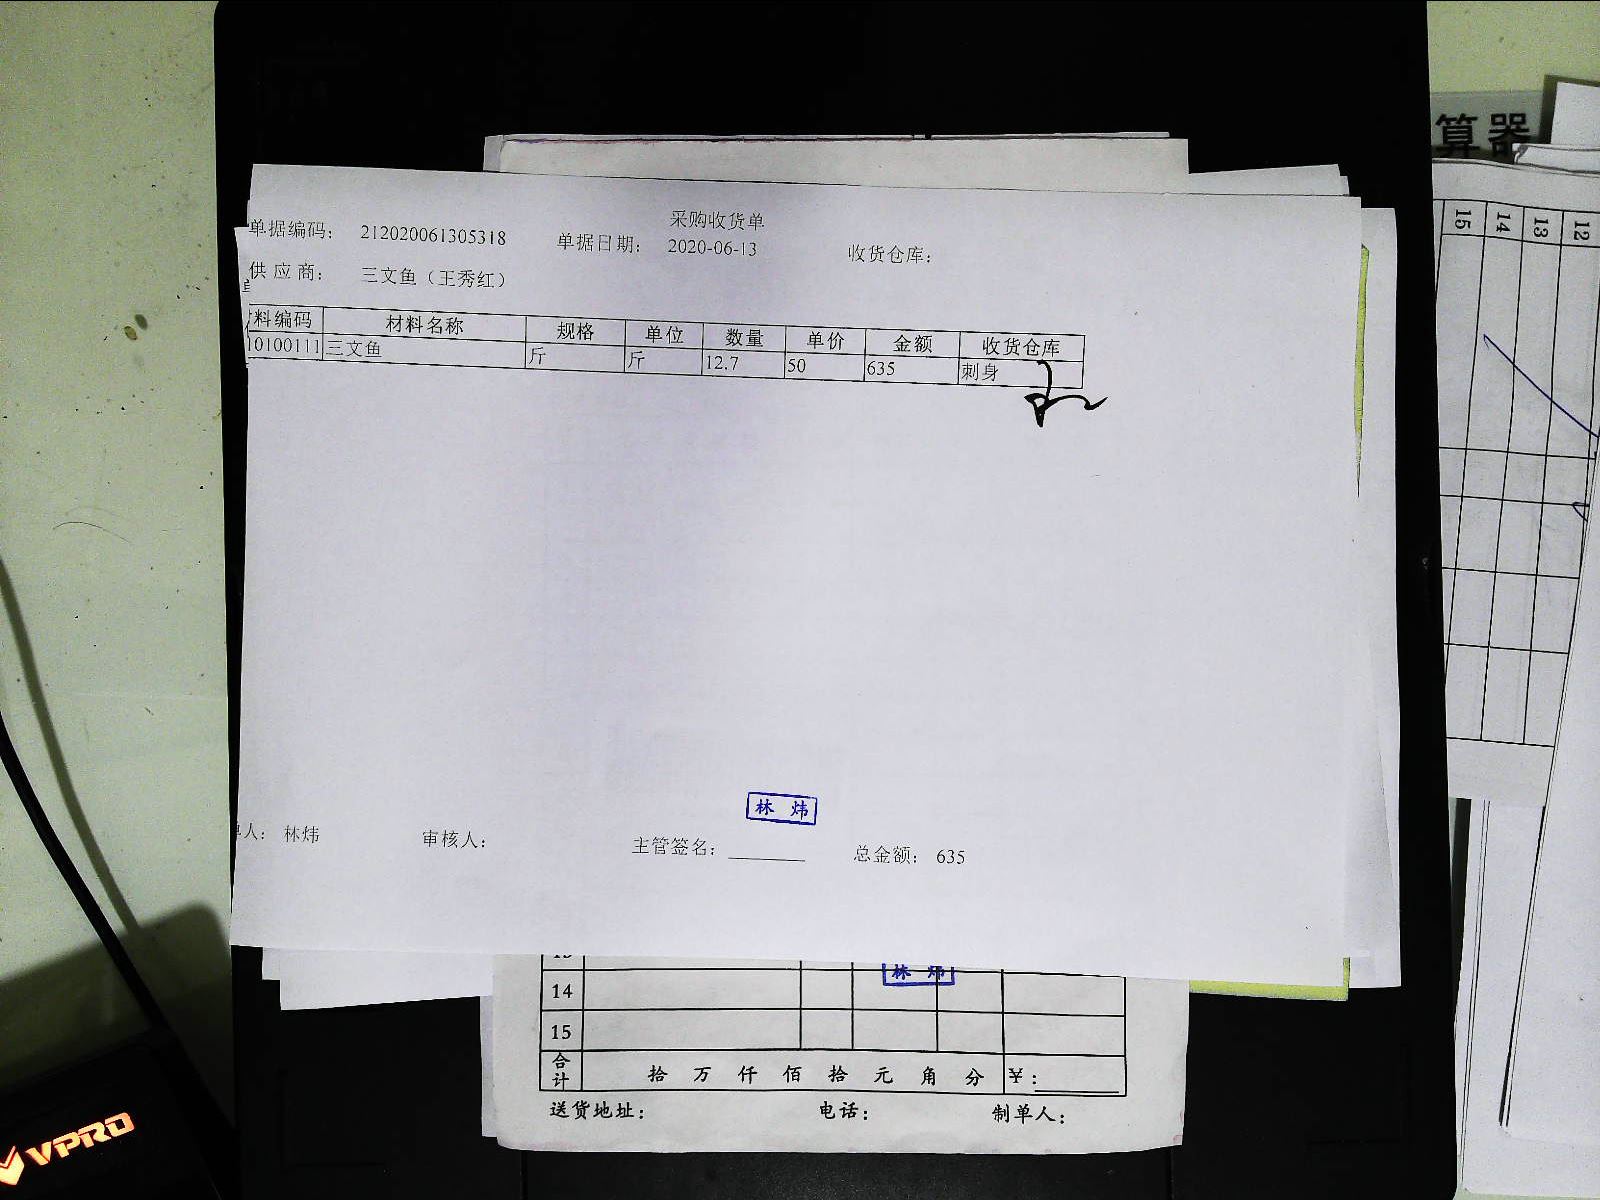 采购收货单
单据编码： 212020061305318 单据日期： 2020-06-13 收货仓库：
供 应 商： 三文鱼（王秀红）
料编码 材料名称 规格 单位 数量 单价 金额 收货仓库
10100111 三文鱼 斤 斤 12.7 50 635 刺身
林 炜
人： 林炜 审核人： 主管签名： 总金额： 635
林 炜
14
15
合计 拾 万 仟 佰 拾 元 角 分 ¥：
送货地址： 电话： 制单人：
算器
15 14 13 12
VPRO